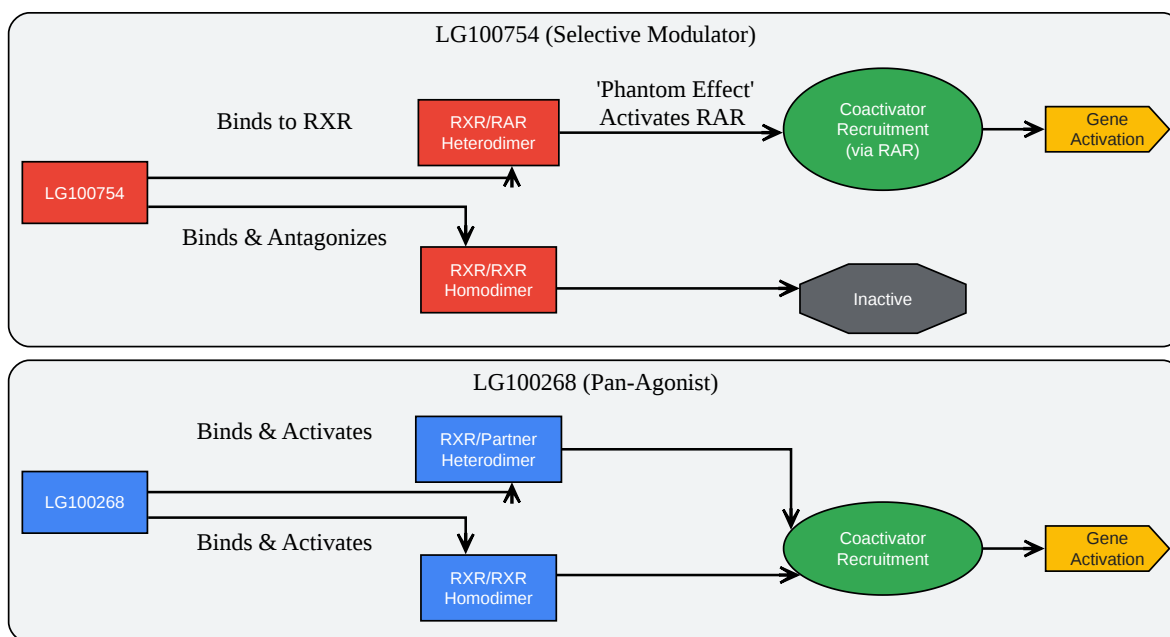 LG100754 (Selective Modulator)
'Phantom Effect'
Activates RAR
Binds to RXR
RXR/RAR
Heterodimer
Coactivator
Recruitment
(via RAR)
Gene
Activation
LG100754
Binds & Antagonizes
RXR/RXR
Homodimer
Inactive
LG100268 (Pan-Agonist)
Binds & Activates
RXR/Partner
Heterodimer
LG100268
Binds & Activates
RXR/RXR
Homodimer
Coactivator
Recruitment
Gene
Activation